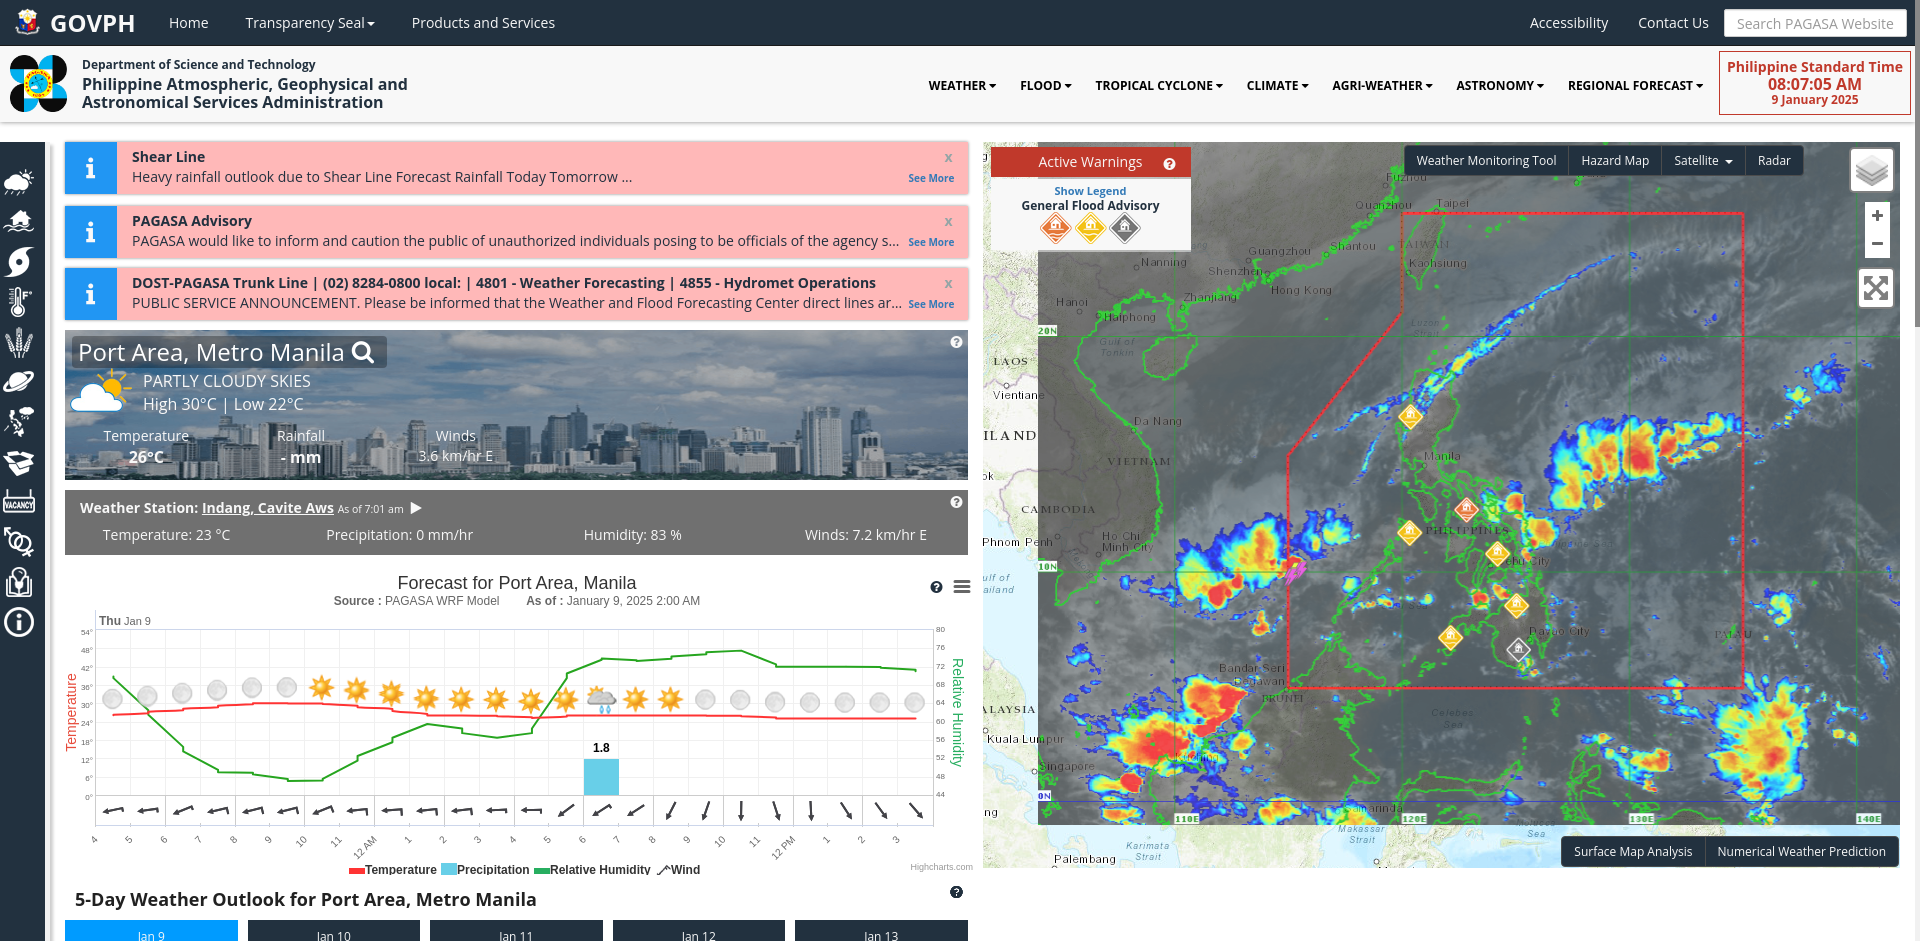 GOVPH
Home
Transparency Seal
Products and Services
Accessibility
Contact Us
Search PAGASA Website
Department of Science and Technology
Philippine Atmospheric, Geophysical and
Astronomical Services Administration
WEATHER
FLOOD
TROPICAL CYCLONE
CLIMATE
AGRI-WEATHER
ASTRONOMY
REGIONAL FORECAST
Philippine Standard Time
08:07:05 AM
9 January 2025
VACANCY
Shear Line
x
Heavy rainfall outlook due to Shear Line Forecast Rainfall Today Tomorrow ...
See More
PAGASA Advisory
x
PAGASA would like to inform and caution the public of unauthorized individuals posing to be officials of the agency s...
See More
DOST-PAGASA Trunk Line | (02) 8284-0800 local: | 4801 - Weather Forecasting | 4855 - Hydromet Operations
x
PUBLIC SERVICE ANNOUNCEMENT. Please be informed that the Weather and Flood Forecasting Center direct lines ar...
See More
Port Area, Metro Manila
PARTLY CLOUDY SKIES
High 30°C | Low 22°C
Temperature
Rainfall
Winds
26°C
- mm
3.6 km/hr E
Weather Station: Indang, Cavite Aws As of 7:01 am
Temperature: 23 °C
Precipitation: 0 mm/hr
Humidity: 83 %
Winds: 7.2 km/hr E
Forecast for Port Area, Manila
Source : PAGASA WRF Model As of : January 9, 2025 2:00 AM
Thu Jan 9
54°
48°
42°
36°
30°
24°
18°
12°
6°
0°
Temperature
80
76
72
68
64
60
56
52
48
44
Relative Humidity
1.8
4
5
6
7
8
9
10
11
12 AM
1
2
3
4
5
6
7
8
9
10
11
12 PM
1
2
3
Temperature
Precipitation
Relative Humidity
Wind
Highcharts.com
5-Day Weather Outlook for Port Area, Metro Manila
Jan 9
Jan 10
Jan 11
Jan 12
Jan 13
Active Warnings
Show Legend
General Flood Advisory
Weather Monitoring Tool
Hazard Map
Satellite
Radar
+
−
Fuzhou
Quanzhou
Taipei
TAIWAN
Kaohsiung
Guangzhou
Shantou
Nanning
Shenzhen
Hong Kong
Hanoi
Zhanjiang
Haiphong
20N
Luzon
Strait
Gulf of
Tonkin
LAOS
Vientiane
Da Nang
ILAND
VIETNAM
Manila
ok
CAMBODIA
PHILIPPINES
Phnom Penh
Ho Chi
Minh City
10N
ulf of
ailand
Davao City
PALAU
Bandar Seri
Begawan
BRUNEI
ALAYSIA
Celebes
Sea
Kuala Lumpur
Singapore
0N
Samarinda
ng
110E
120E
130E
140E
Makassar
Strait
Sea
Karimata
Strait
Palembang
Surface Map Analysis
Numerical Weather Prediction